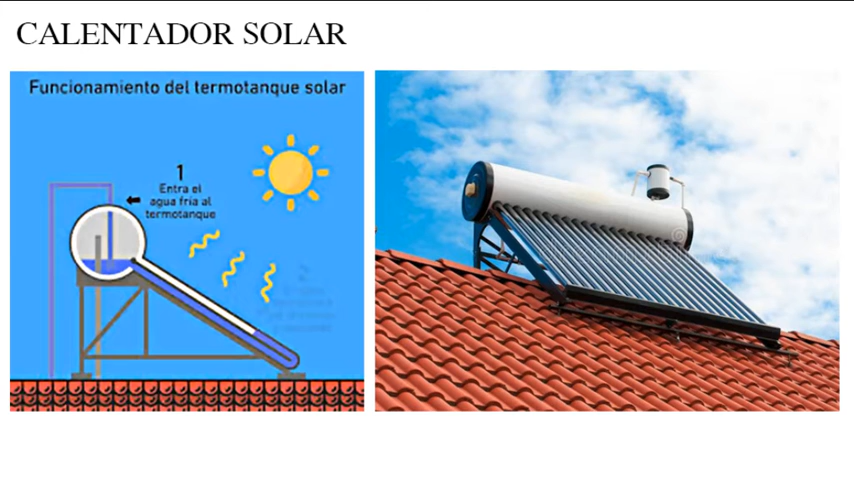 CALENTADOR SOLAR
Funcionamiento del termotanque solar
1
Entra el
agua fría al
termotanque